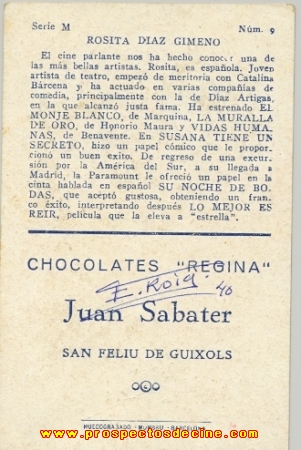 Serie M Núm. 9
ROSITA DIAZ GIMENO
El cine parlante nos ha hecho conocer una de
las más bellas artistas. Rosita, es española. Joven
artista de teatro, empezó de meritoria con Catalina
Bárcena y ha actuado en varias compañías de
comedia, principalmente con la de Díaz Artigas,
en la que alcanzó justa fama. Ha estrenado EL
MONJE BLANCO, de Marquina, LA MURALLA
DE ORO, de Honorio Maura y VIDAS HUMA-
NAS, de Benavente. En SUSANA TIENE UN
SECRETO, hizo un papel cómico que le propor-
cionó un buen éxito. De regreso de una excur-
sión por la América del Sur, a su llegada a
Madrid, la Paramount le ofreció un papel en la
cinta hablada en español SU NOCHE DE BO-
DAS, que aceptó gustosa, obteniendo un fran-
co éxito, interpretando después LO MEJOR ES
REIR, película que la eleva a "estrella".
CHOCOLATES "REGINA"
E. Roig 40
Juan Sabater
SAN FELIU DE GUIXOLS
HUECOGRABADO BARCELONA
www.prospectosdecine.com